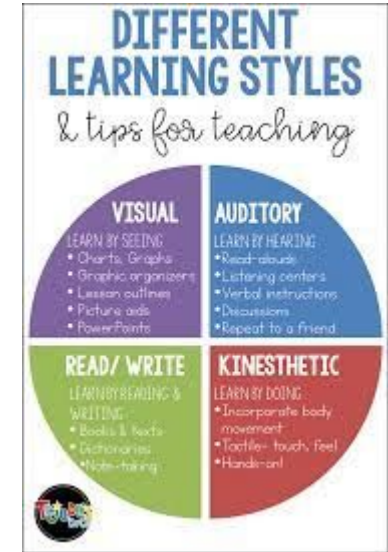 DIFFERENT
LEARNING STYLES
& tips for teaching
VISUAL
LEARN BY SEEING
• Charts, Graphs
• Graphic organizers
• Lesson outlines
• Picture aids
• PowerPoints
AUDITORY
LEARN BY HEARING
• Read-alouds
• Listening centers
• Verbal instructions
• Discussions
• Repeat to a friend
READ/ WRITE
LEARN BY READING &
WRITING
• Books & texts
• Dictionaries
• Note-taking
KINESTHETIC
LEARN BY DOING
• Incorporate body
movement
• Tactile- touch, feel
• Hands-on!